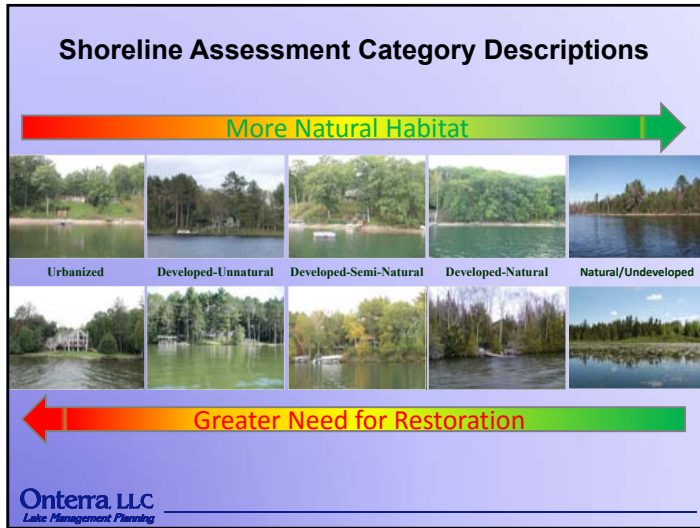 Shoreline Assessment Category Descriptions
More Natural Habitat
Urbanized Developed-Unnatural Developed-Semi-Natural Developed-Natural Natural/Undeveloped
Greater Need for Restoration
Onterra, LLC
Lake Management Planning